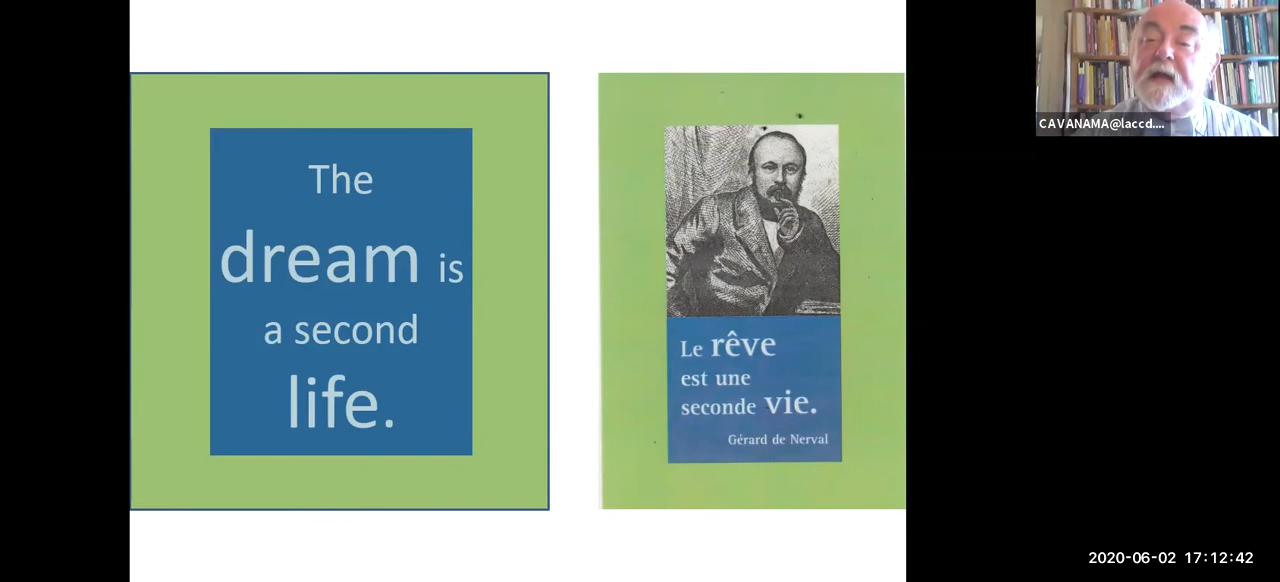 The
dream is
a second
life.
Le rêve
est une
seconde vie.
Gérard de Nerval
CAVANAMA@laccd....
2020-06-02 17:12:42